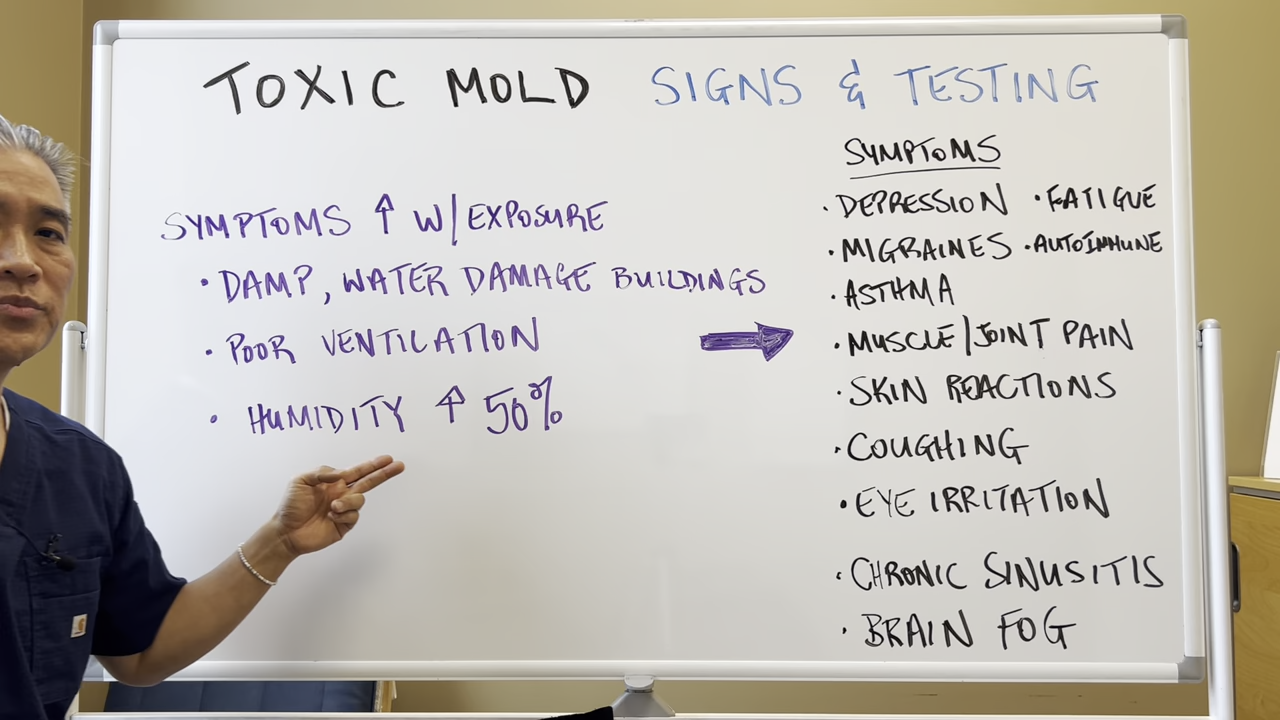 TOXIC MOLD SIGNS & TESTING
SYMPTOMS ↑ W/EXPOSURE
• DAMP, WATER DAMAGE BUILDINGS
• POOR VENTILATION
• HUMIDITY ↑ 50%
SYMPTOMS
• DEPRESSION • FATIGUE
• MIGRAINES • AUTOIMMUNE
• ASTHMA
• MUSCLE/JOINT PAIN
• SKIN REACTIONS
• COUGHING
• EYE IRRITATION
• CHRONIC SINUSITIS
• BRAIN FOG